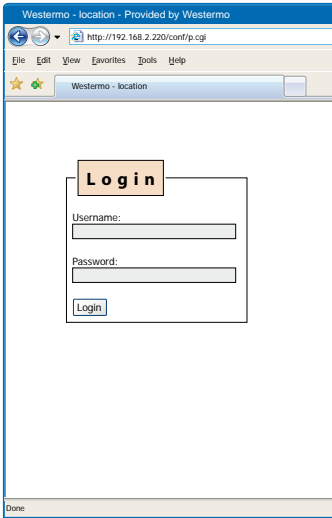 Westermo - location - Provided by Westermo
http://192.168.2.220/conf/p.cgi
File Edit View Favorites Tools Help
Westermo - location
Login
Username:
Password:
Login
Done